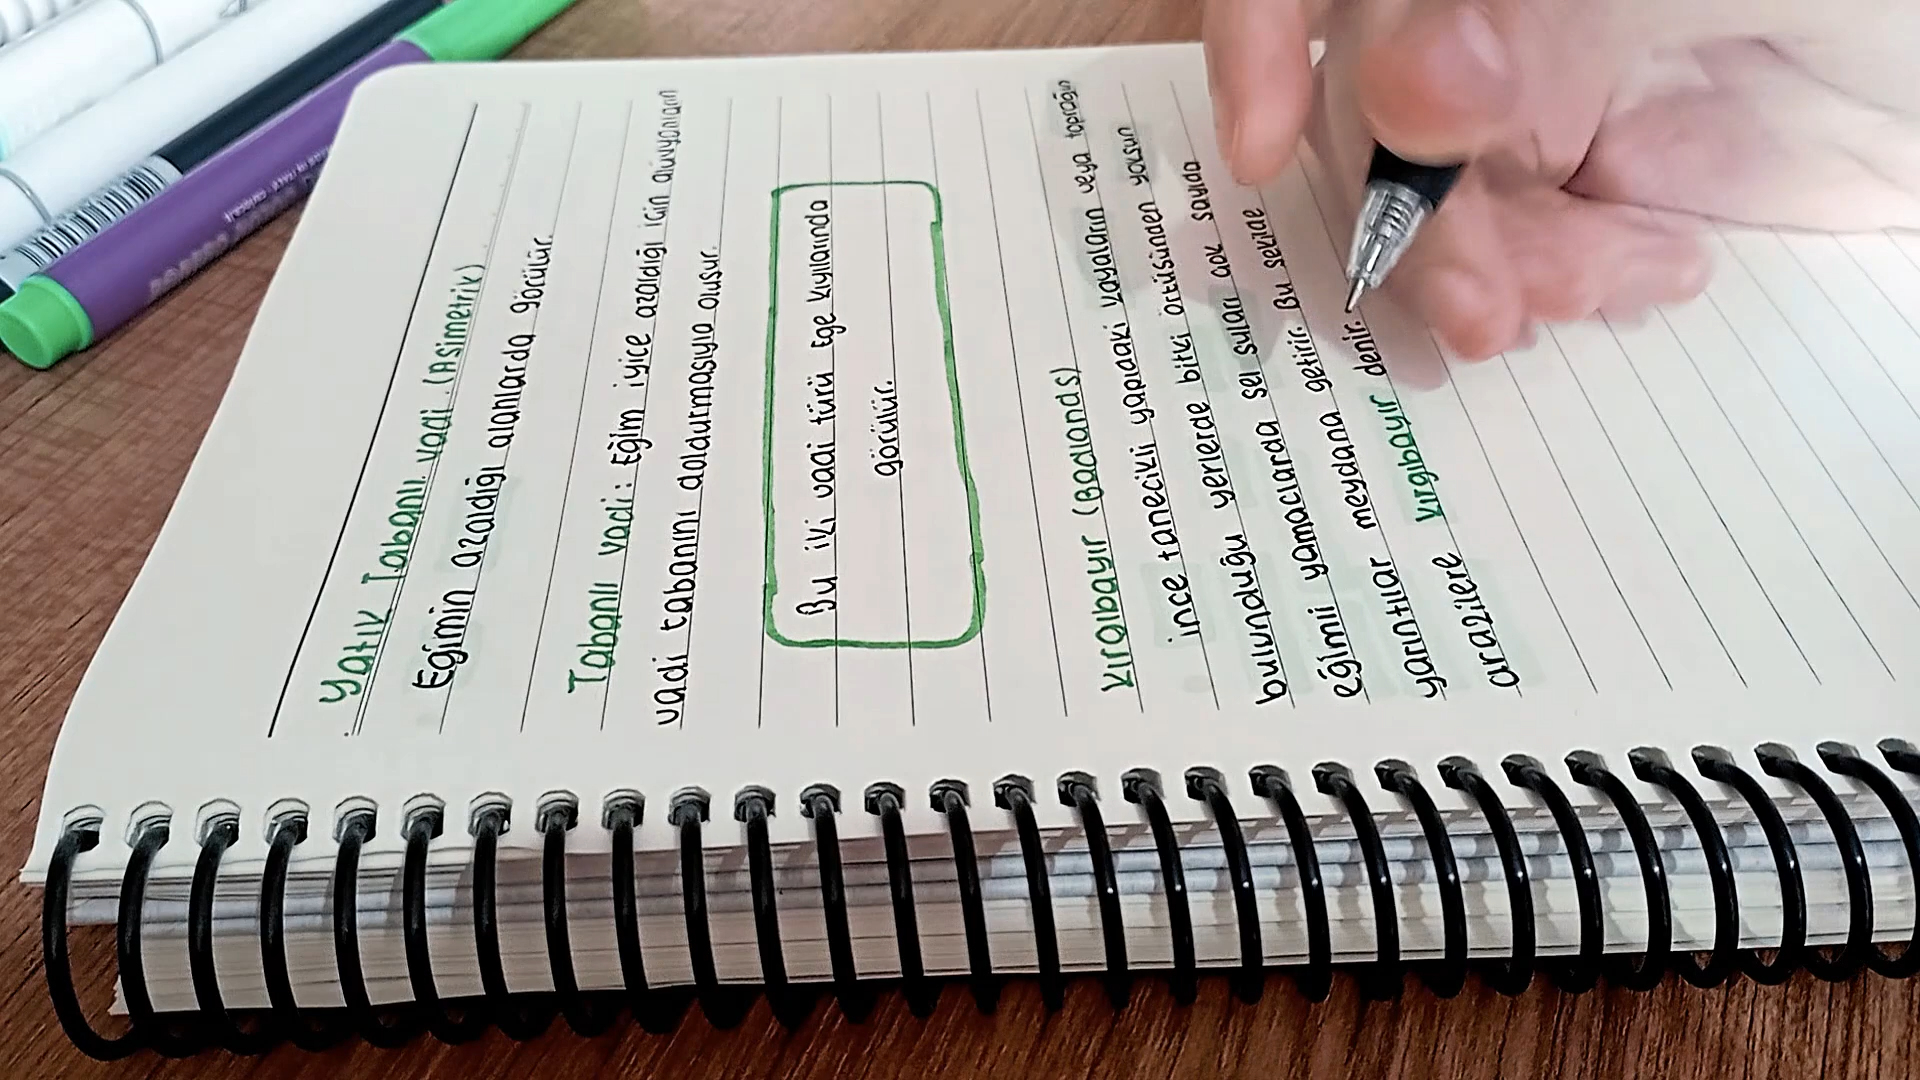 Yatık Tabanlı vadi (Asimetrik)
Eğimin azaldığı alanlarda görülür.
Tabanlı vadi: Eğim iyice azaldığı için alüvyonların
vadi tabanını doldurmasıyla oluşur.
Bu iki vadi türü Ege kıyılarında
görülür.
Kırgıbayır (Badlands)
ince tanecikli yapıdaki kayaların veya toprağın
bulunduğu yerlerde bitki örtüsünden yoksun
eğimli yamaçlarda sel suları çok sayıda
yarıntılar meydana getirir. Bu şekilde
arazilere kırgıbayır denir.